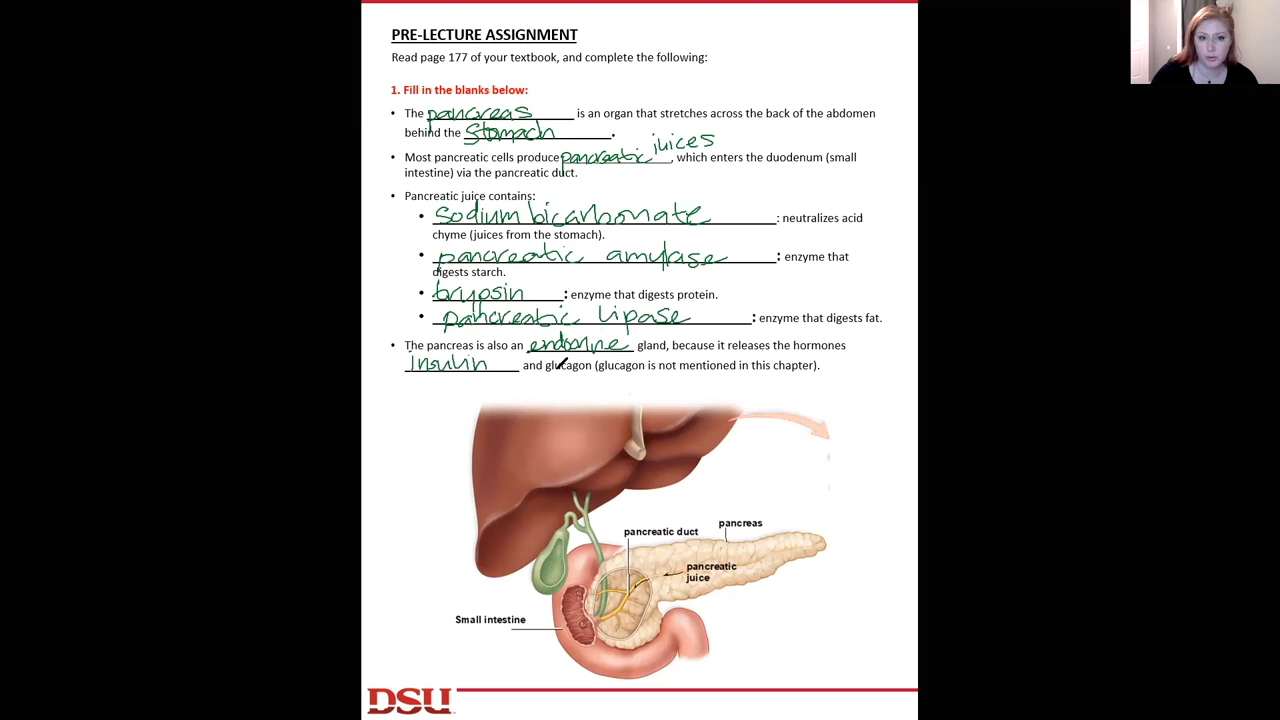 PRE-LECTURE ASSIGNMENT
Read page 177 of your textbook, and complete the following:
1. Fill in the blanks below:
• The pancreas is an organ that stretches across the back of the abdomen
behind the Stomach.
• Most pancreatic cells produce pancreatic juices, which enters the duodenum (small
intestine) via the pancreatic duct.
• Pancreatic juice contains:
• sodium bicarbonate: neutralizes acid
chyme (juices from the stomach).
• pancreatic amylase: enzyme that
digests starch.
• trypsin: enzyme that digests protein.
• pancreatic lipase: enzyme that digests fat.
• The pancreas is also an endocrine gland, because it releases the hormones
insulin and glucagon (glucagon is not mentioned in this chapter).
pancreas
pancreatic duct
pancreatic
juice
Small intestine
DSU